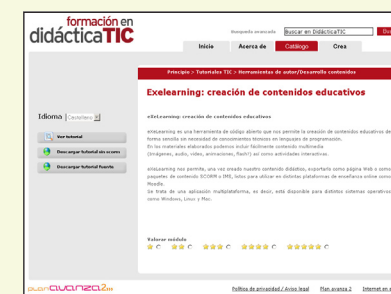 formación en
didácticaTIC
Busqueda avanzada
Buscar en DidácticaTIC
Bus
Inicio
Acerca de
Catálogo
Crea
Principio > Tutoriales TIC > Herramientas de autor/Desarrollo contenidos
Exelearning: creación de contenidos educativos
Idioma
Castellano
eXeLearning: creación de contenidos educativos
Ver tutorial
Descargar tutorial sin scorm
Descargar tutorial fuente
eXeLearning es una herramienta de código abierto que nos permite la creación de contenidos educativos de
forma sencilla sin necesidad de conocimientos técnicos en lenguajes de programación.
En los materiales elaborados podemos incluir fácilmente contenido multimedia
(imágenes, audio, video, animaciones, flash!) así como actividades interactivas.
eXeLearning nos permite, una vez creado nuestro contenido didáctico, exportarlo como página Web o como
paquetes de contenido SCORM o IMS, listos para utilizar en distintas plataformas de enseñanza online como
Moodle.
Se trata de una aplicación multiplataforma, es decir, está disponible para distintos sistemas operativos
como Windows, Linux y Mac.
Valorar módulo
plan avanza2
Política de privacidad / Aviso legal
Plan avanza 2
Internet en e